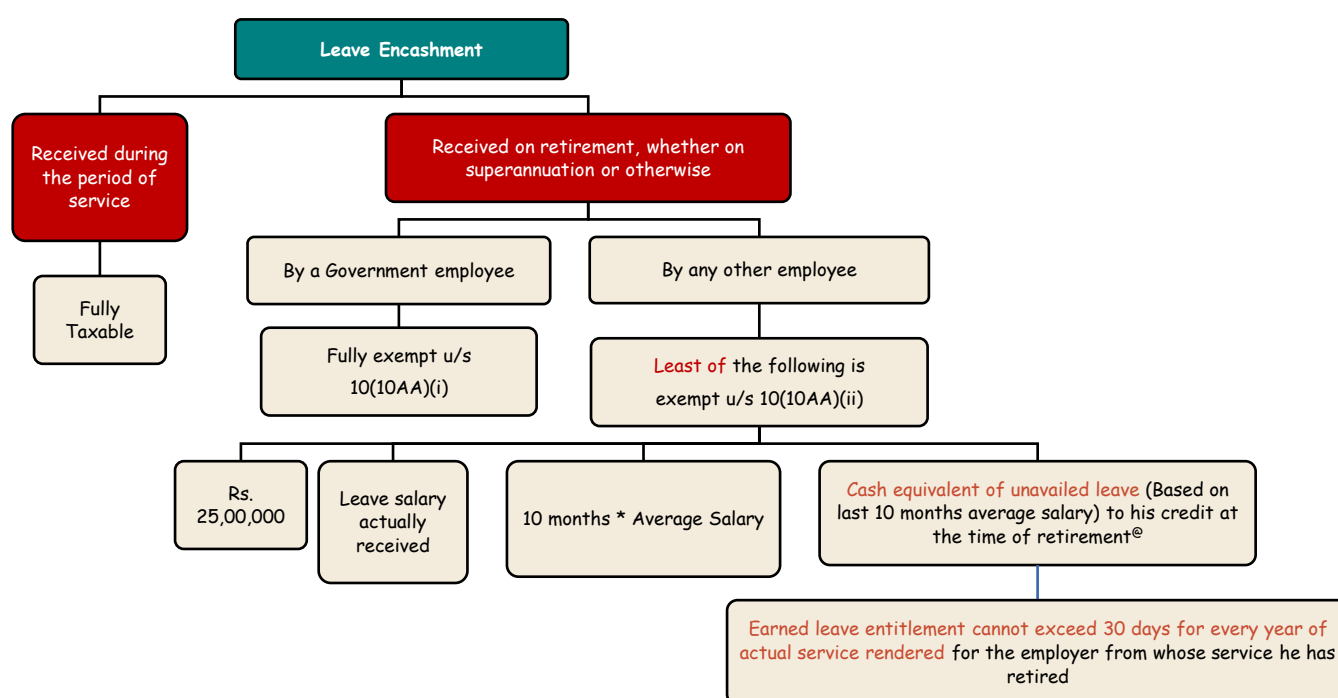 Leave Encashment
Received during
the period of
service
Received on retirement, whether on
superannuation or otherwise
Fully
Taxable
By a Government employee
By any other employee
Fully exempt u/s
10(10AA)(i)
Least of the following is
exempt u/s 10(10AA)(ii)
Rs.
25,00,000
Leave salary
actually
received
10 months * Average Salary
Cash equivalent of unavailed leave (Based on
last 10 months average salary) to his credit at
the time of retirement@
Earned leave entitlement cannot exceed 30 days for every year of
actual service rendered for the employer from whose service he has
retired